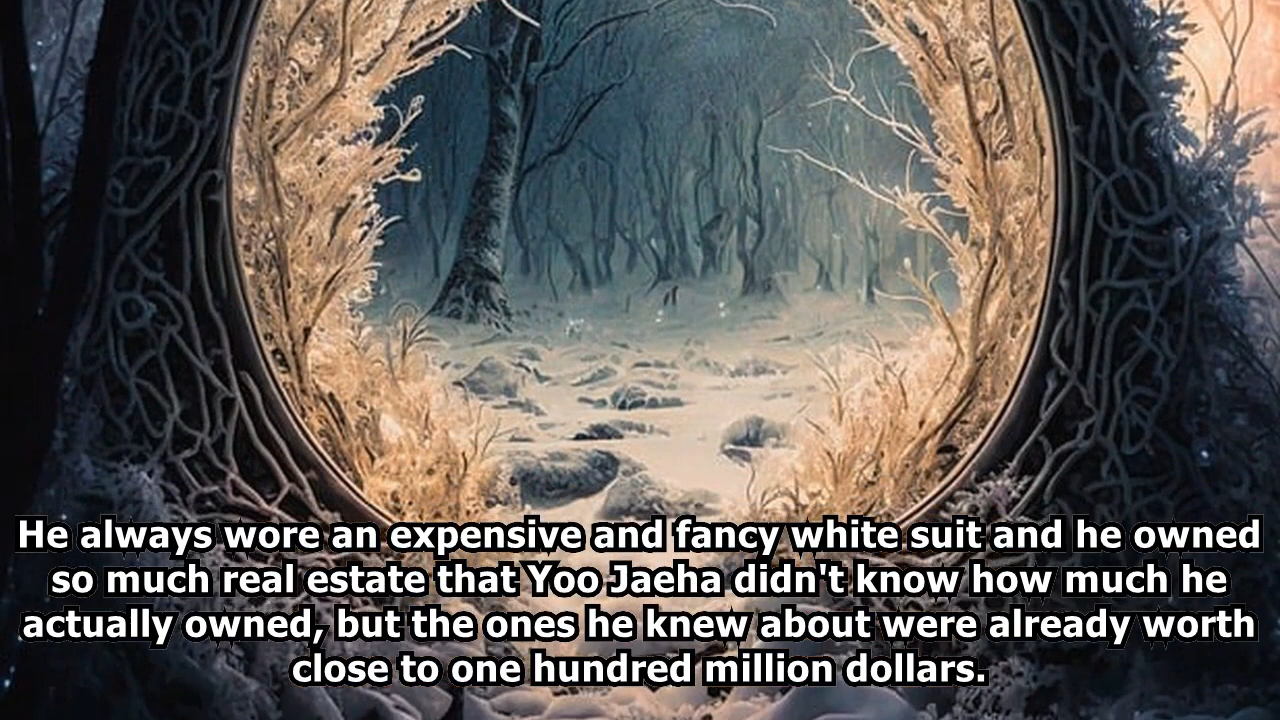 He always wore an expensive and fancy white suit and he owned
so much real estate that Yoo Jaeha didn't know how much he
actually owned, but the ones he knew about were already worth
close to one hundred million dollars.